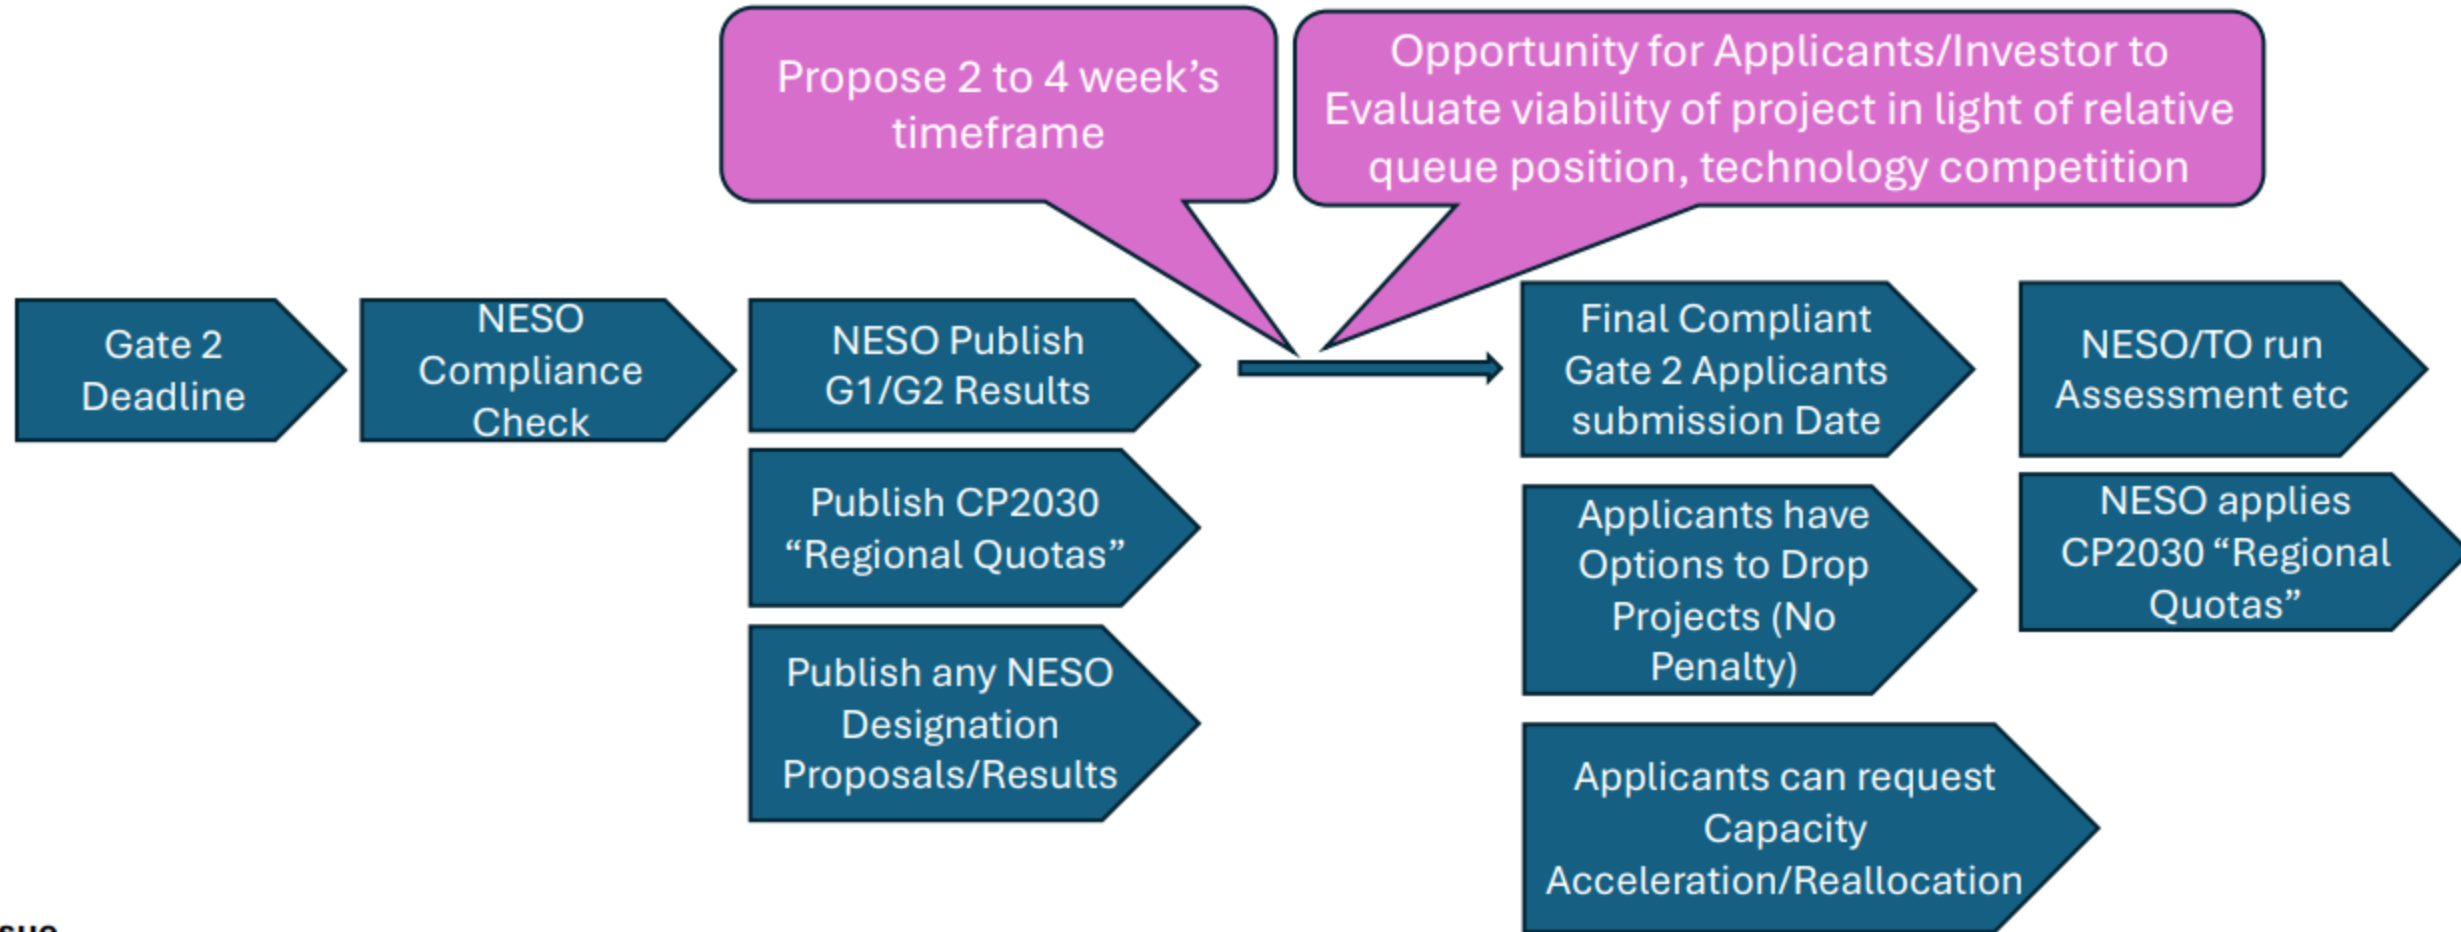 Propose 2 to 4 week’s
timeframe
Opportunity for Applicants/Investor to
Evaluate viability of project in light of relative
queue position, technology competition
Gate 2
Deadline
NESO
Compliance
Check
NESO Publish
G1/G2 Results
Publish CP2030
“Regional Quotas”
Publish any NESO
Designation
Proposals/Results
Final Compliant
Gate 2 Applicants
submission Date
Applicants have
Options to Drop
Projects (No
Penalty)
Applicants can request
Capacity
Acceleration/Reallocation
NESO/TO run
Assessment etc
NESO applies
CP2030 “Regional
Quotas”